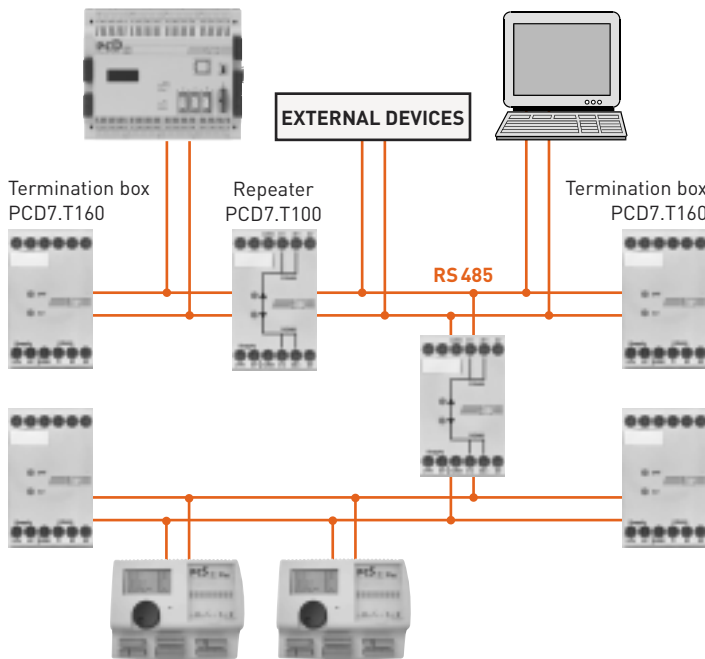 EXTERNAL DEVICES
Termination box
PCD7.T160
Repeater
PCD7.T100
Termination box
PCD7.T160
RS 485